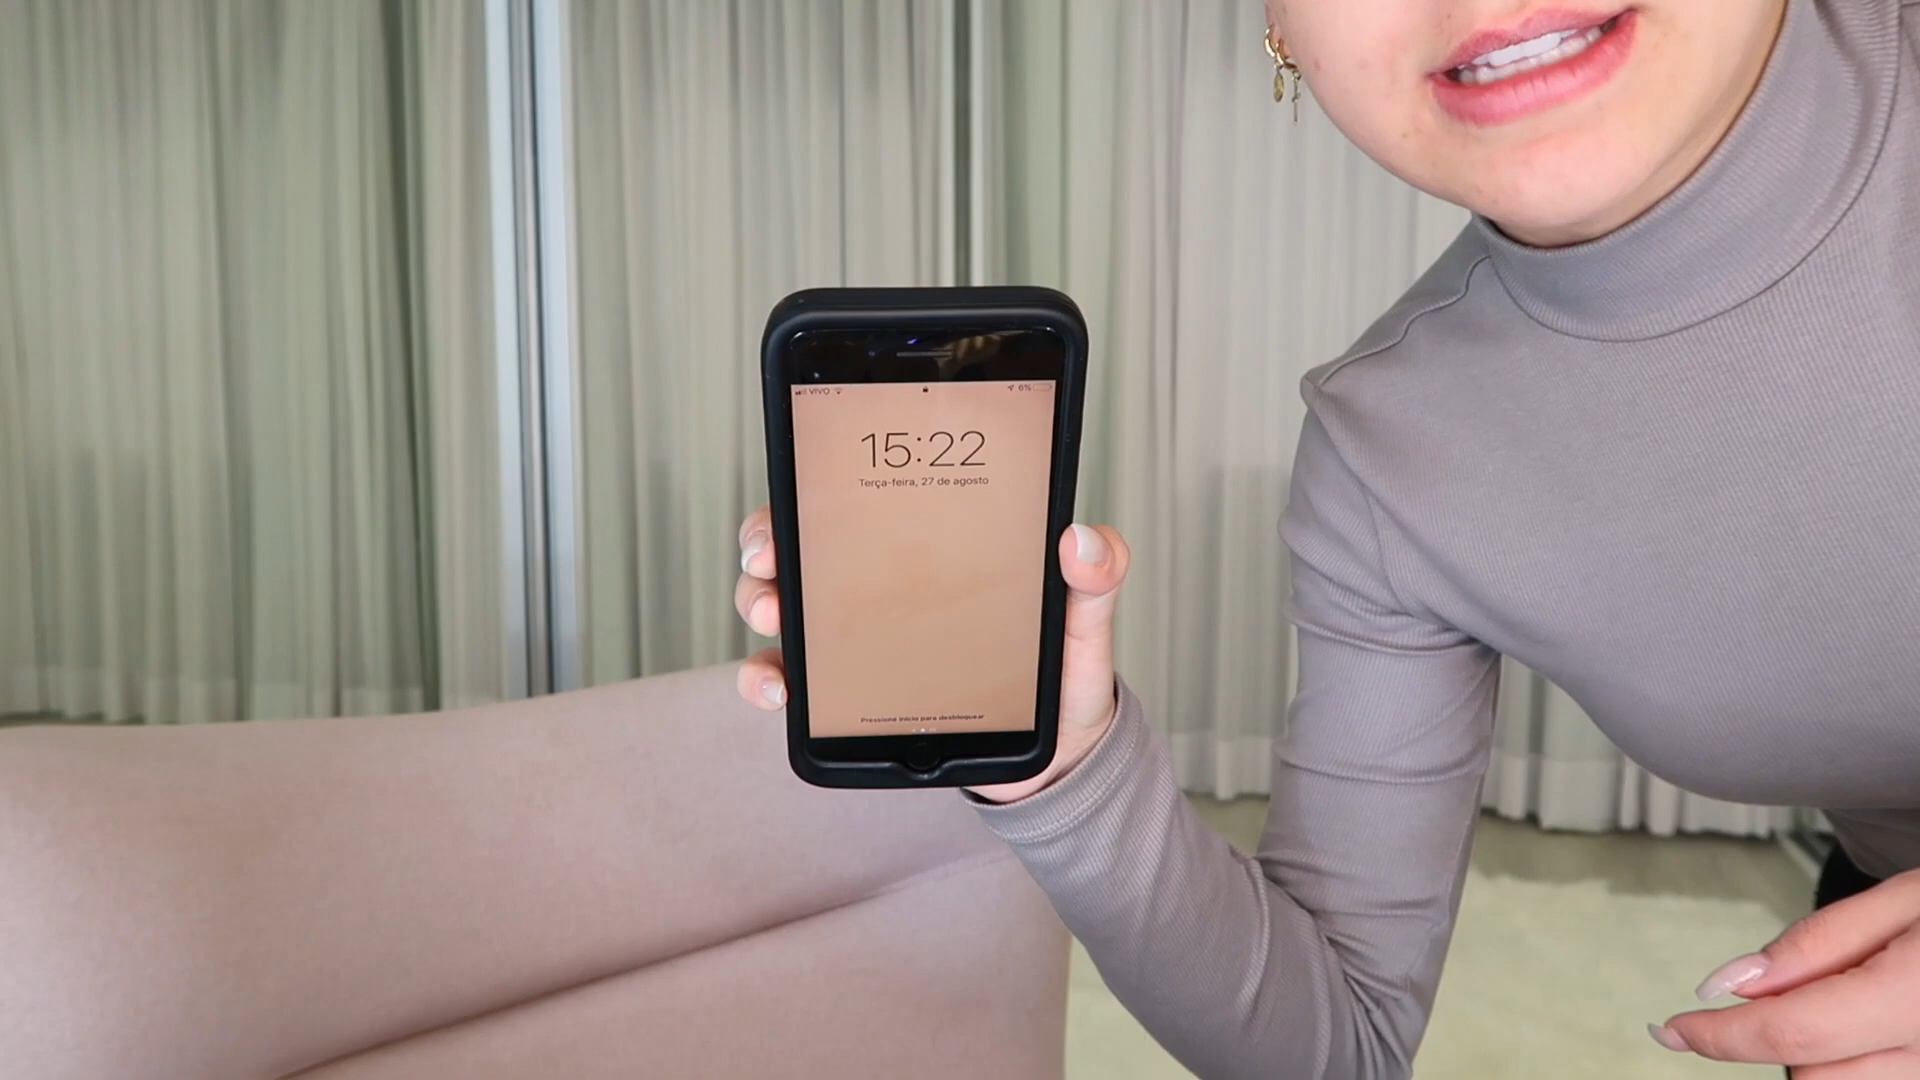 VIVO 6%
15:22
Terça-feira, 27 de agosto
Pressione início para desbloquear